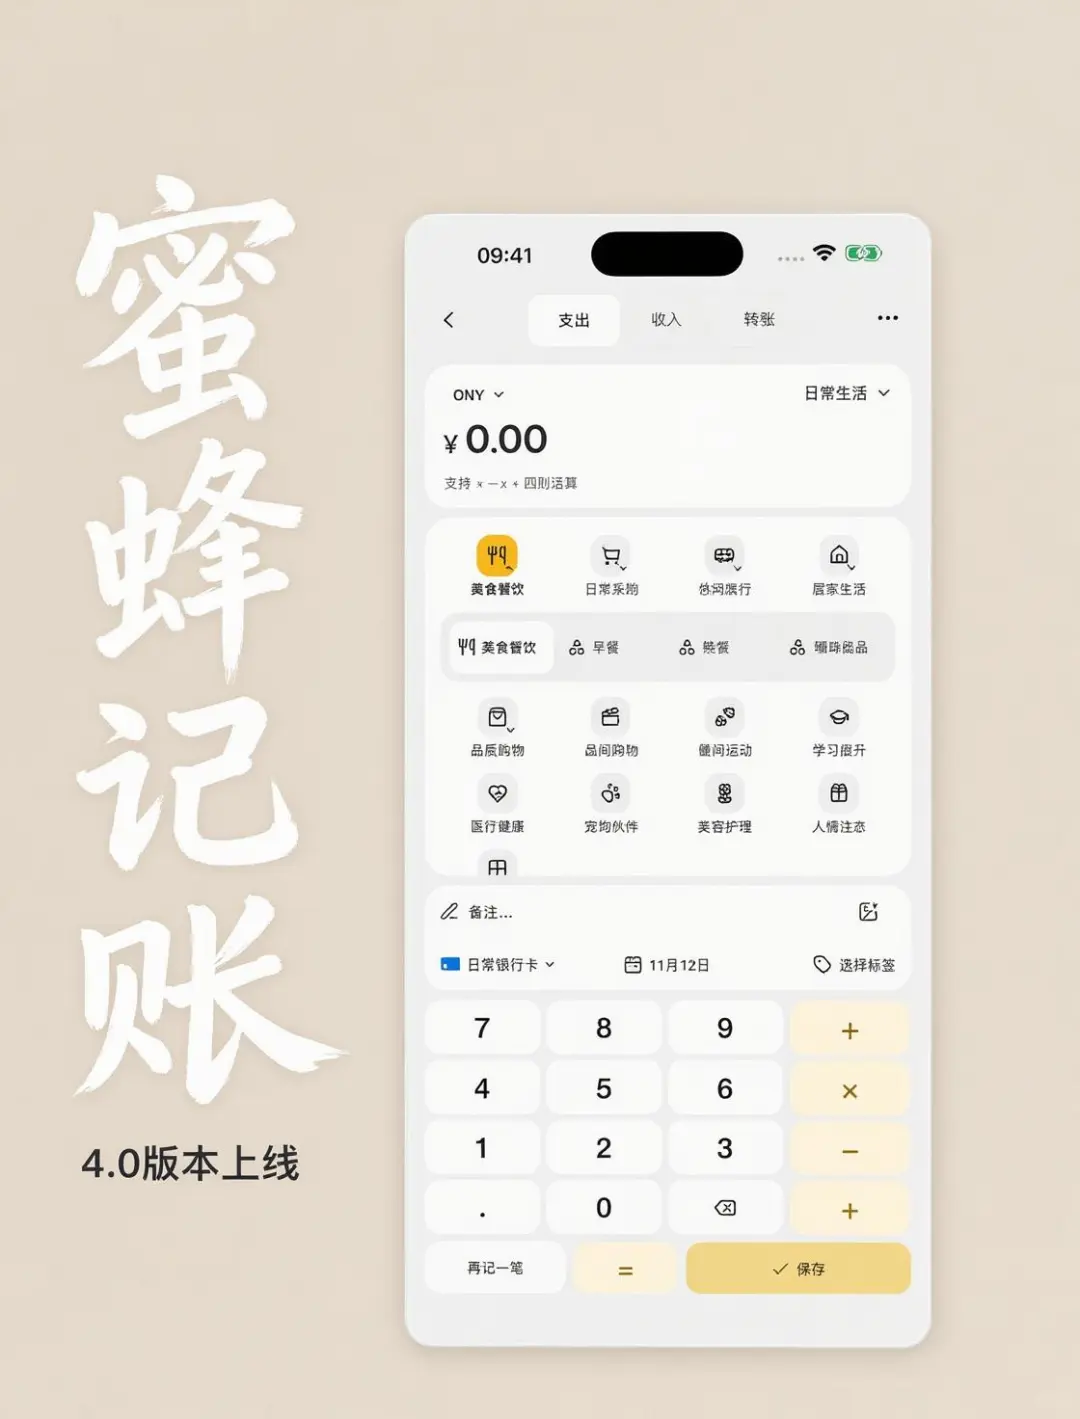 蜜蜂记账
4.0版本上线
09:41
支出 收入 转账
ONY 日常生活
¥ 0.00
支持
美食餐饮 日常采购 居家生活
美食餐饮 早餐
品质购物 学习提升
医疗健康 美容护理
备注...
日常银行卡 11月12日 选择标签
7 8 9 +
4 5 6 ×
1 2 3 −
. 0 +
再记一笔 = 保存